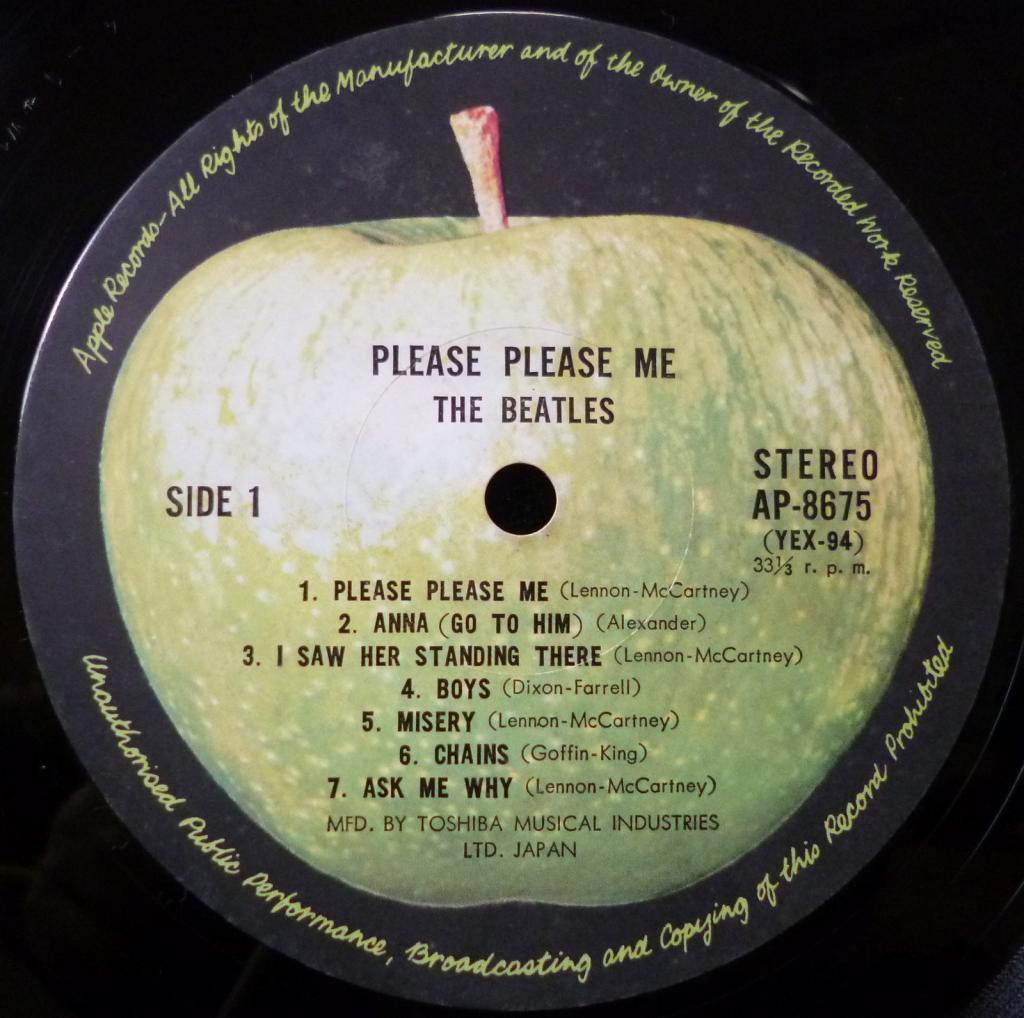 Apple Records-All Rights of the Manufacturer and of the Owner of the Recorded Work Reserved
PLEASE PLEASE ME
THE BEATLES
SIDE 1
STEREO
AP-8675
(YEX-94)
33⅓ r. p. m.
1. PLEASE PLEASE ME (Lennon-McCartney)
2. ANNA (GO TO HIM) (Alexander)
3. I SAW HER STANDING THERE (Lennon-McCartney)
4. BOYS (Dixon-Farrell)
5. MISERY (Lennon-McCartney)
6. CHAINS (Goffin-King)
7. ASK ME WHY (Lennon-McCartney)
MFD. BY TOSHIBA MUSICAL INDUSTRIES
LTD. JAPAN
Unauthorised Public Performance, Broadcasting and Copying of this Record Prohibited